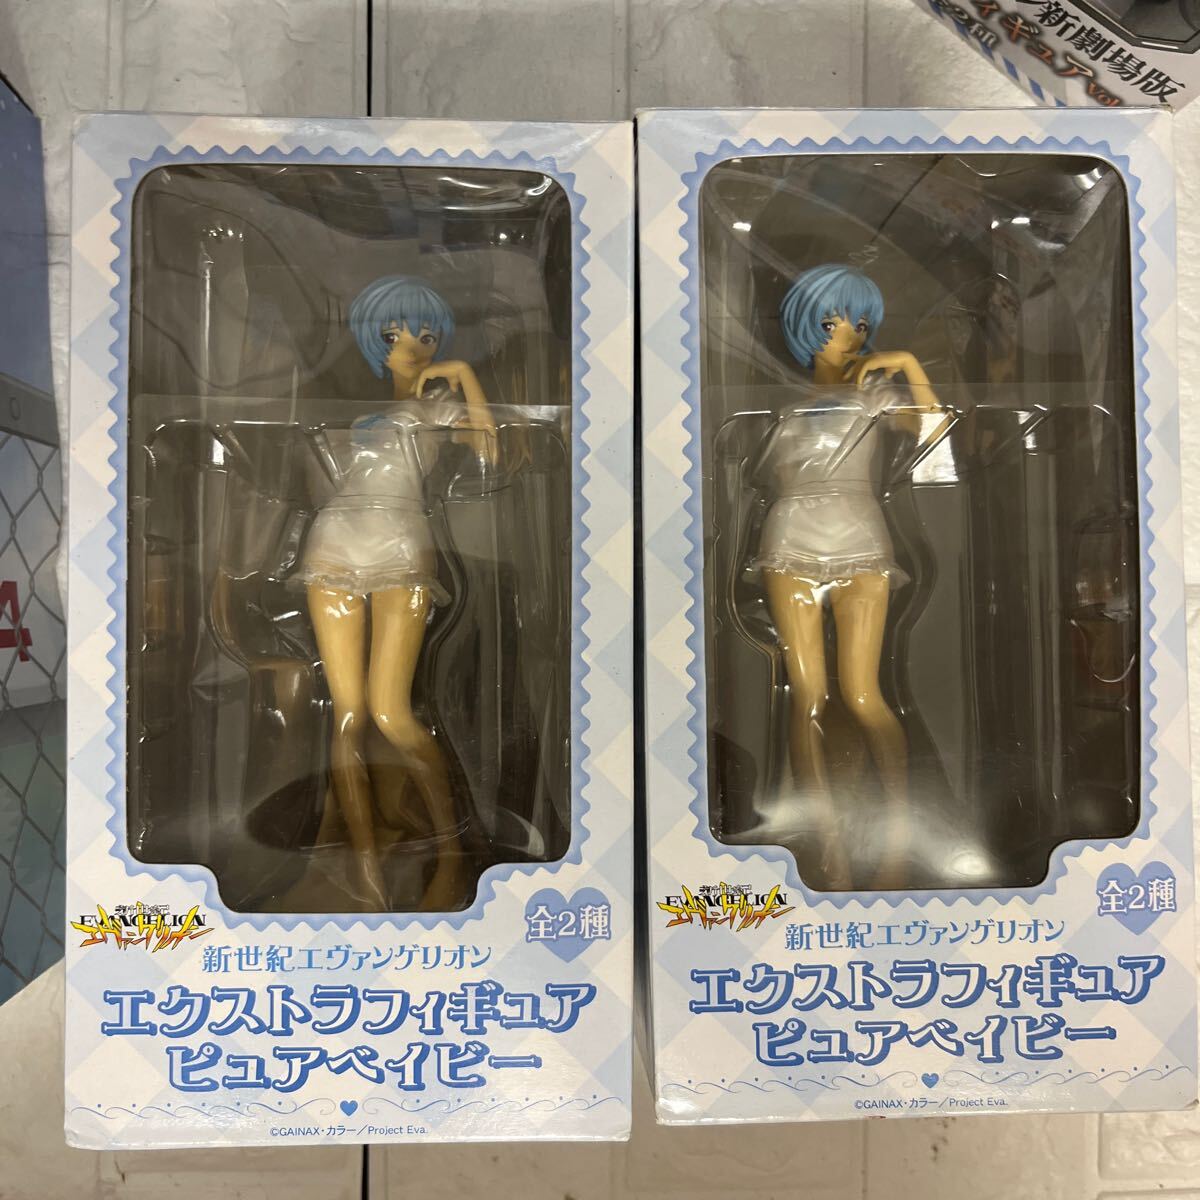 新劇場版
ィギュア Vol
4
全2種
新世紀
EVANGELION
エヴァンゲリオン
新世紀エヴァンゲリオン
エクストラフィギュア
ピュアベイビー
©GAINAX・カラー／Project Eva.
全2種
新世紀
EVANGELION
エヴァンゲリオン
新世紀エヴァンゲリオン
エクストラフィギュア
ピュアベイビー
©GAINAX・カラー／Project Eva.